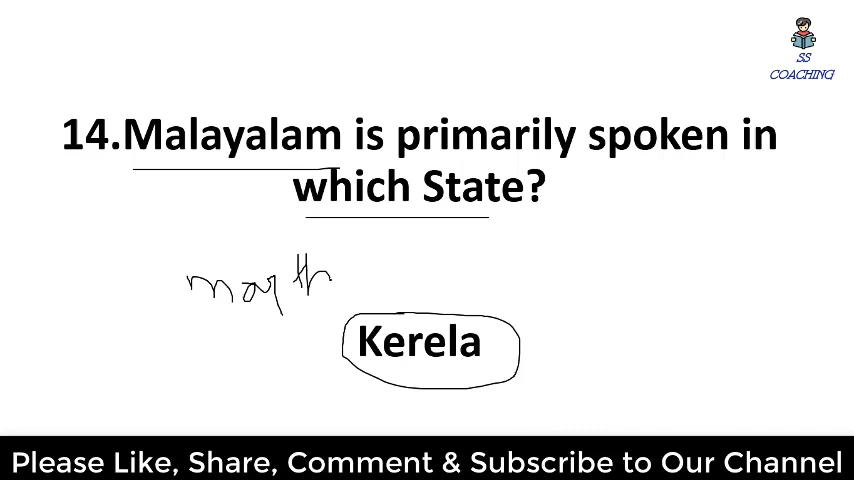 SS
COACHING
14.Malayalam is primarily spoken in
which State?
Kerela
Please Like, Share, Comment & Subscribe to Our Channel